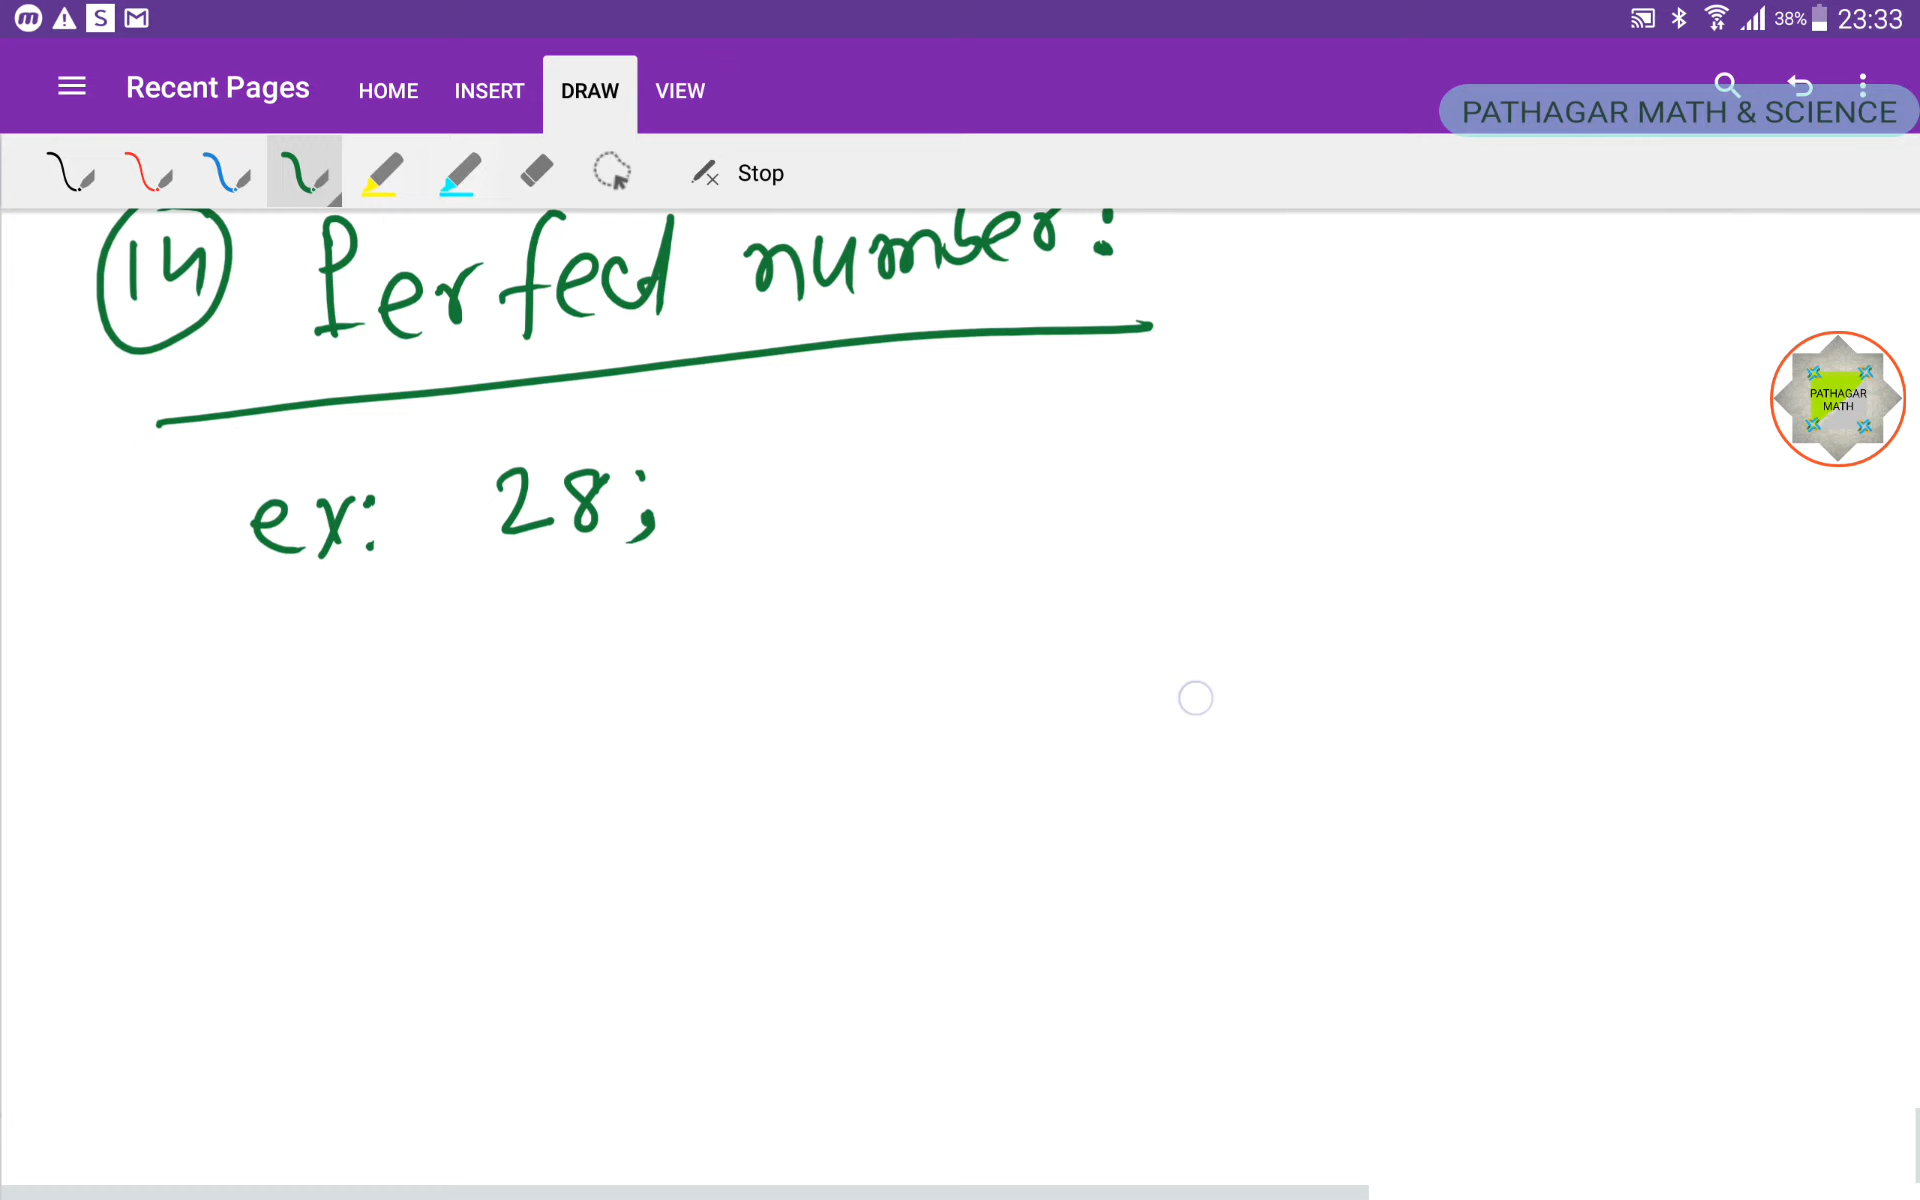 S 38% 23:33
Recent Pages HOME INSERT DRAW VIEW
PATHAGAR MATH & SCIENCE
Stop
14 Perfect number:
PATHAGAR
MATH
ex: 28;